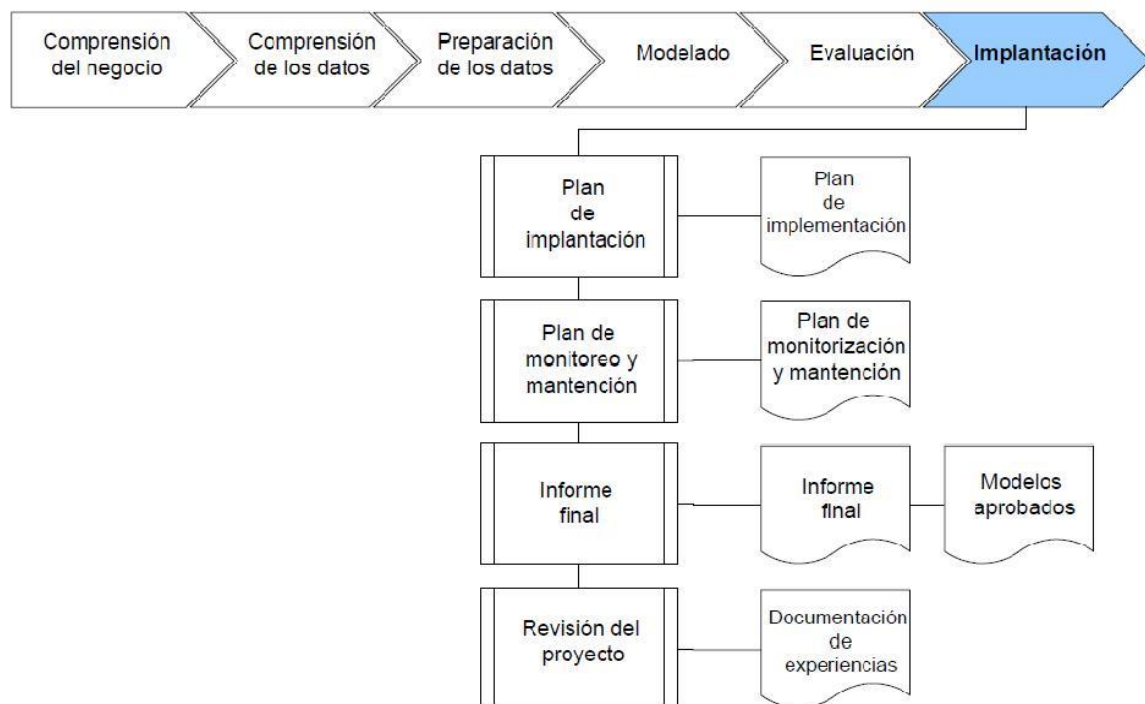 Comprensión
del negocio
Comprensión
de los datos
Preparación
de los datos
Modelado
Evaluación
Implantación
Plan
de
implantación
Plan
de
implementación
Plan de
monitoreo y
mantención
Plan de
monitorización
y mantención
Informe
final
Informe
final
Modelos
aprobados
Revisión del
proyecto
Documentación
de
experiencias